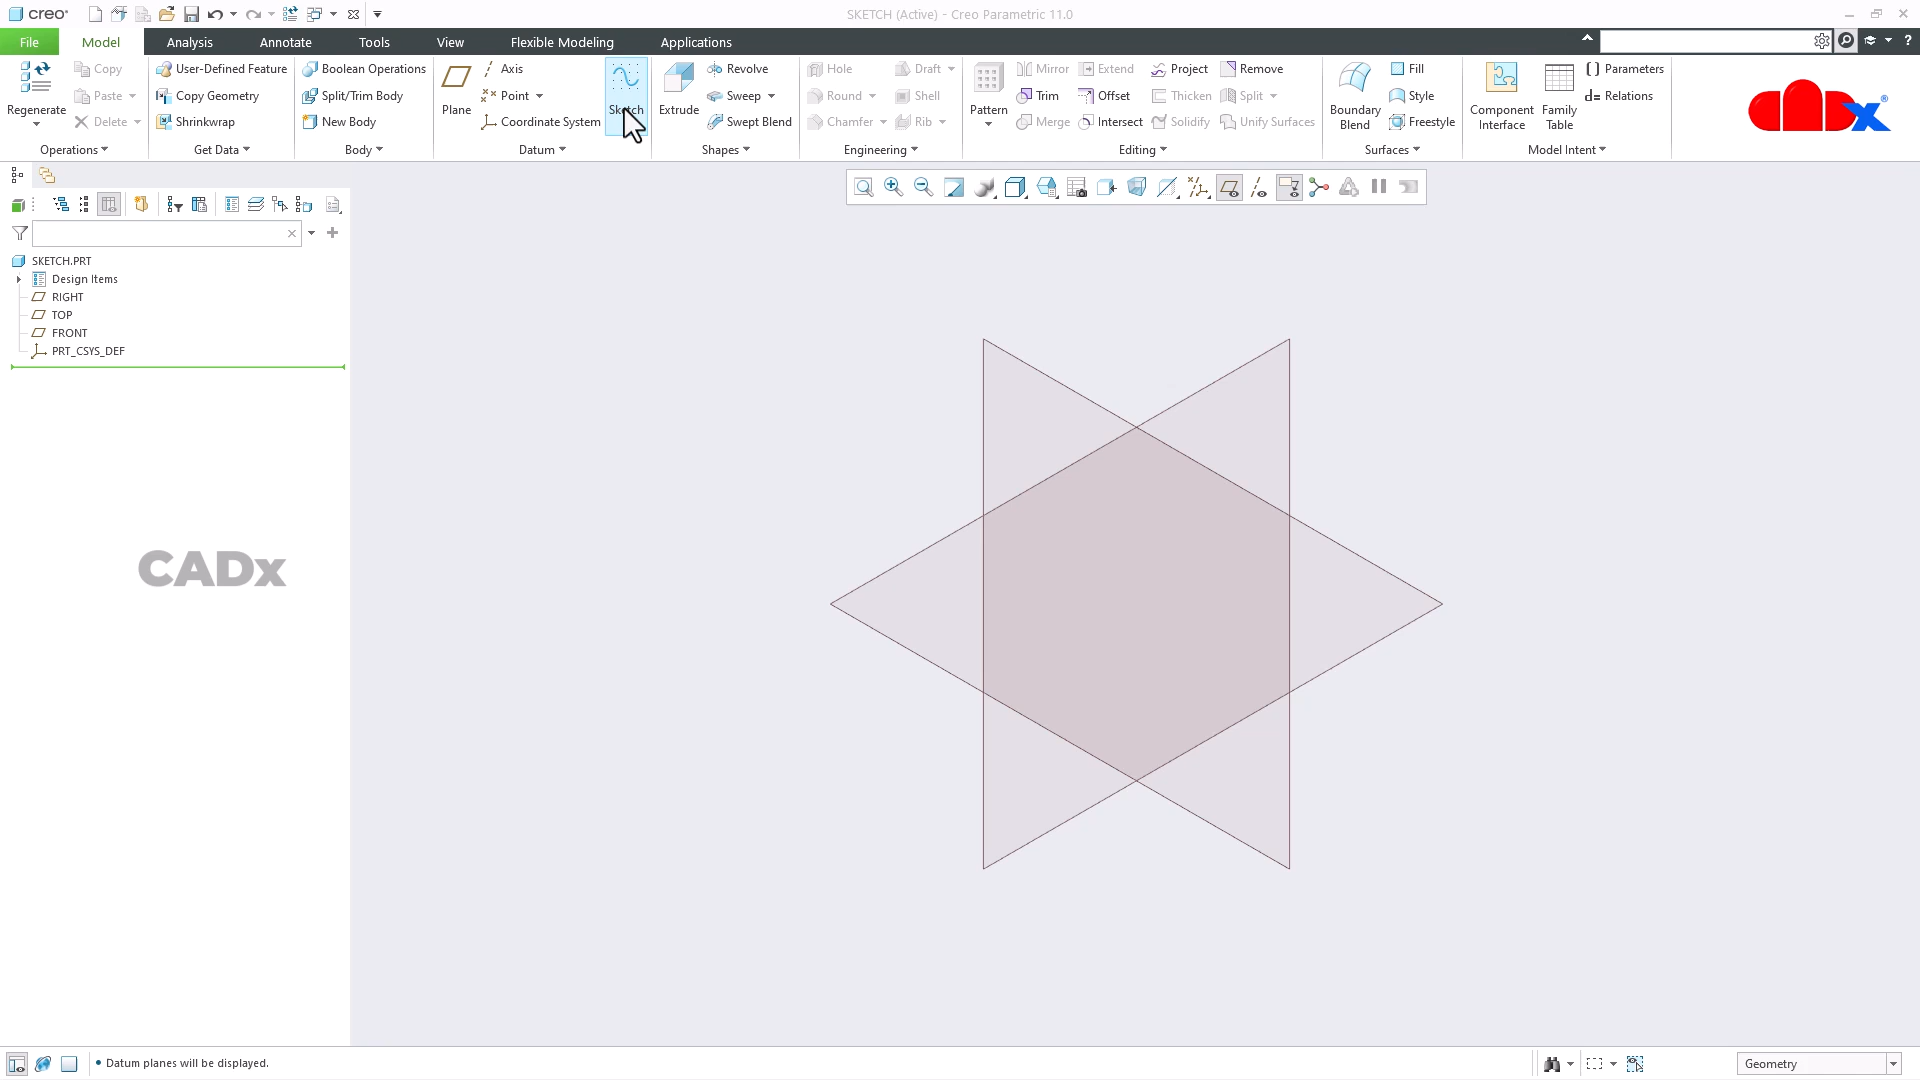 creo
SKETCH (Active) - Creo Parametric 11.0
File Model Analysis Annotate Tools View Flexible Modeling Applications
Regenerate
Copy
Paste
Delete
Operations
User-Defined Feature
Copy Geometry
Shrinkwrap
Get Data
Boolean Operations
Split/Trim Body
New Body
Body
Plane
Axis
Point
Coordinate System
Sketch
Datum
Extrude
Revolve
Sweep
Swept Blend
Shapes
Hole
Round
Chamfer
Draft
Shell
Rib
Engineering
Pattern
Mirror
Trim
Merge
Extend
Offset
Intersect
Project
Thicken
Solidify
Remove
Split
Unify Surfaces
Editing
Boundary
Blend
Fill
Style
Freestyle
Surfaces
Component
Interface
Family
Table
Parameters
Relations
Model Intent
CADx
SKETCH.PRT
Design Items
RIGHT
TOP
FRONT
PRT_CSYS_DEF
CADx
Datum planes will be displayed.
Geometry